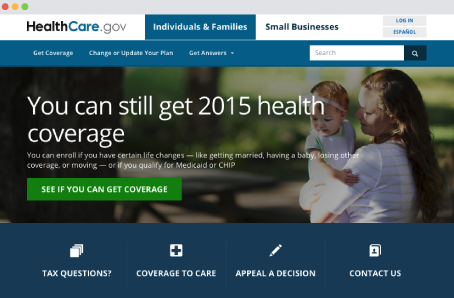 HealthCare.gov
Individuals & Families
Small Businesses
LOG IN
ESPAÑOL
Get Coverage
Change or Update Your Plan
Get Answers
Search
You can still get 2015 health
coverage
You can enroll if you have certain life changes — like getting married, having a baby, losing other
coverage, or moving — or if you qualify for Medicaid or CHIP
SEE IF YOU CAN GET COVERAGE
TAX QUESTIONS?
COVERAGE TO CARE
APPEAL A DECISION
CONTACT US